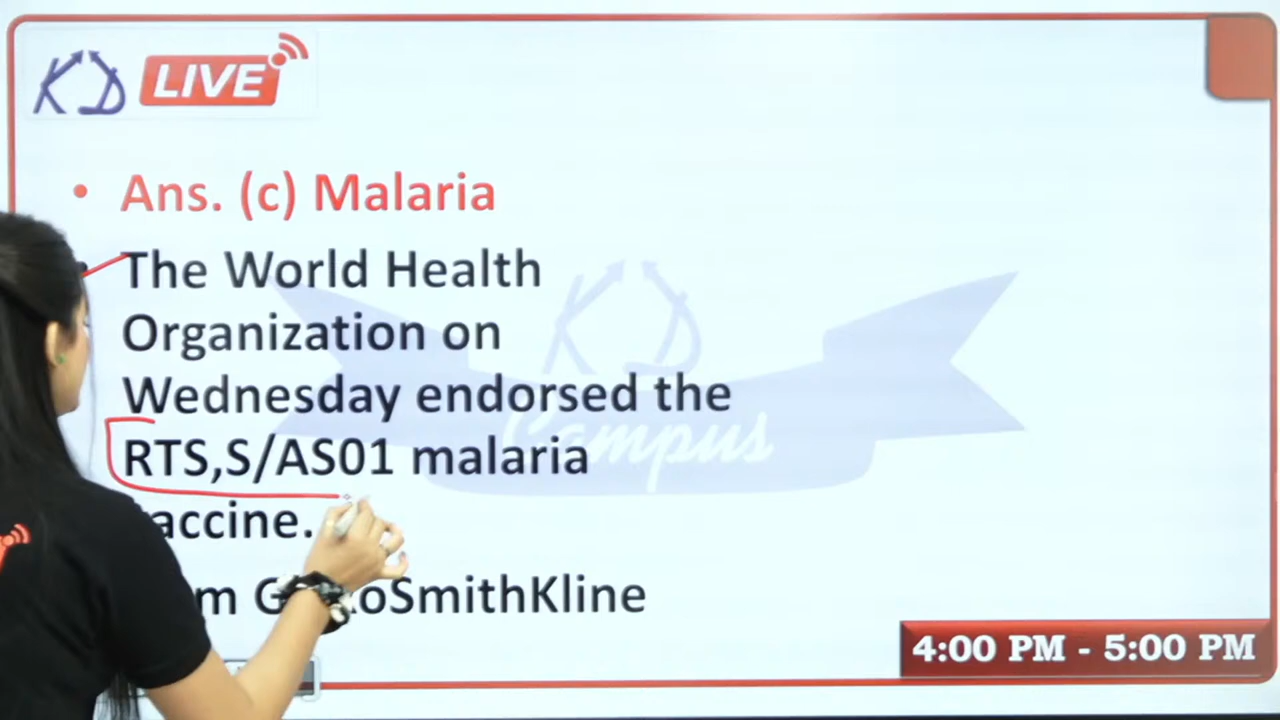 KD LIVE
• Ans. (c) Malaria
The World Health
Organization on
Wednesday endorsed the
RTS,S/AS01 malaria
accine.
m G oSmithKline
Campus
4:00 PM - 5:00 PM